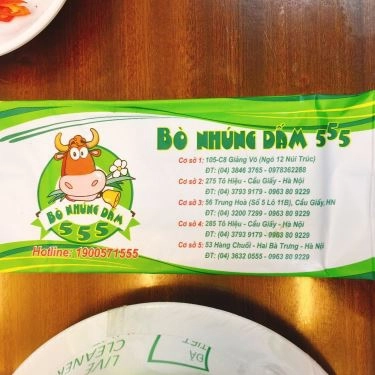 BÒ NHÚNG DẤM 555
Cơ sở 1: 105-C8 Giảng Võ (Ngõ 12 Núi Trúc)
ĐT: (04) 3846 3765 - 0978362268
Cơ sở 2: 275 Tô Hiệu - Cầu Giấy - Hà Nội
ĐT: (04) 3793 9179 - 0963 80 9229
Cơ sở 3: 56 Trung Hoà (Số 5 Lô 11B), Cầu Giấy, HN
ĐT: (04) 3200 7299 - 0963 80 9229
Cơ sở 4: 285 Tô Hiệu - Cầu Giấy - Hà Nội
ĐT: (04) 3793 9179 - 0963 80 9229
Cơ sở 5: 53 Hàng Chuối - Hai Bà Trưng - Hà Nội
ĐT: (04) 3632 0555 - 0963 80 9229
BÒ NHÚNG DẤM
555
Hotline: 1900571555
ĐÃ
TIỆT
LIVE
CLEANER